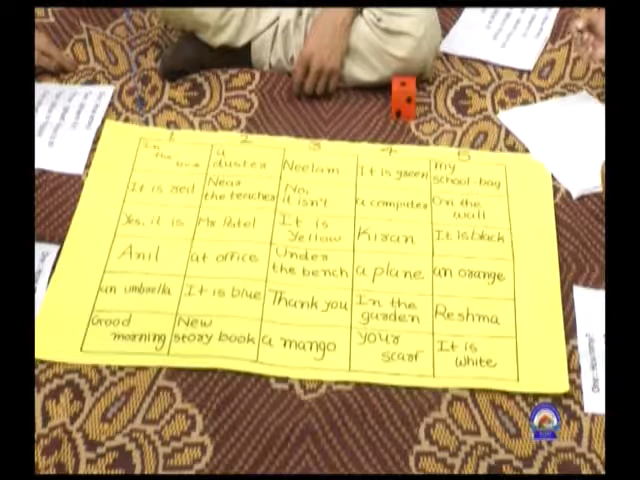 1 2 3 4 5
In the
a duster
Neelam
It is green
my school bag
It is red
Near the teacher
No, it isn't
a computer
On the wall
Yes, it is
Mr Patel
It is yellow
Kiran
It is black
Anil
at office
Under the bench
a plane
an orange
an umbrella
It is blue
Thank you
In the garden
Reshma
Good morning
New story book
a mango
your scarf
It is white